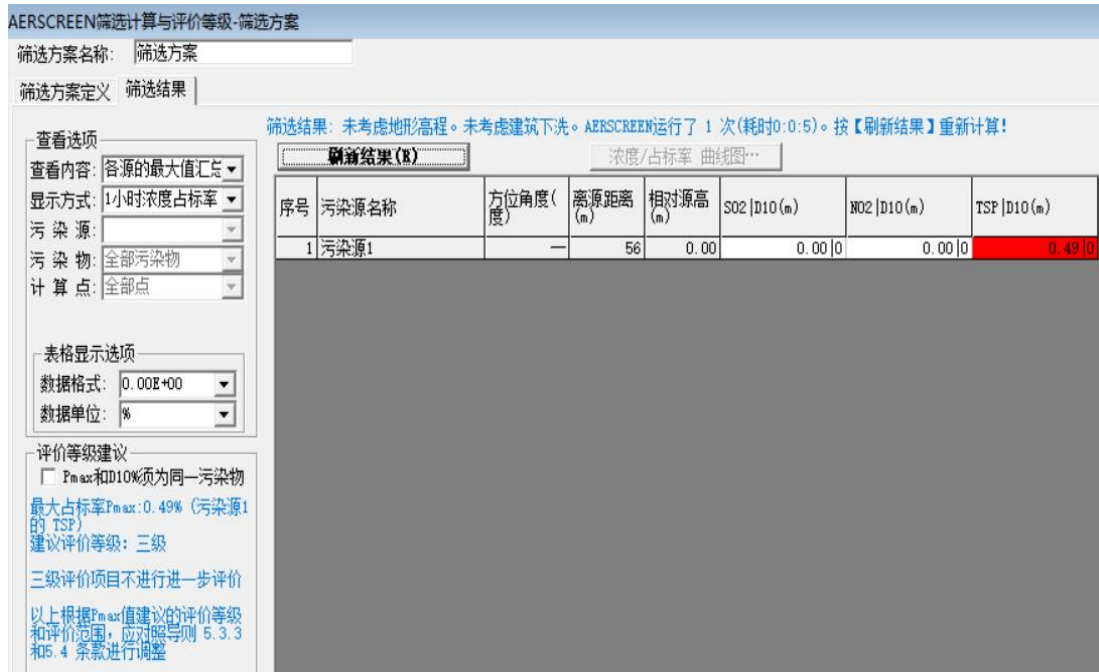 AERSCREEN筛选计算与评价等级-筛选方案
筛选方案名称: 筛选方案
筛选方案定义 筛选结果
筛选结果: 未考虑地形高程。未考虑建筑下洗。AERSCREEN运行了 1 次(耗时0:0:5)。按【刷新结果】重新计算!
查看选项
查看内容: 各源的最大值汇总
显示方式: 1小时浓度占标率
污 染 源:
污 染 物: 全部污染物
计 算 点: 全部点
刷新结果(R) 浓度/占标率 曲线图…
序号 污染源名称 方位角度(度) 离源距离(m) 相对源高(m) SO2|D10(m) NO2|D10(m) TSP|D10(m)
1 污染源1 — 56 0.00 0.00|0 0.00|0 0.49|0
表格显示选项
数据格式: 0.00E+00
数据单位: %
评价等级建议
Pmax和D10%须为同一污染物
最大占标率Pmax:0.49% (污染源1
的 TSP)
建议评价等级: 三级
三级评价项目不进行进一步评价
以上根据Pmax值建议的评价等级
和评价范围,应对照导则 5.3.3
和5.4 条款进行调整